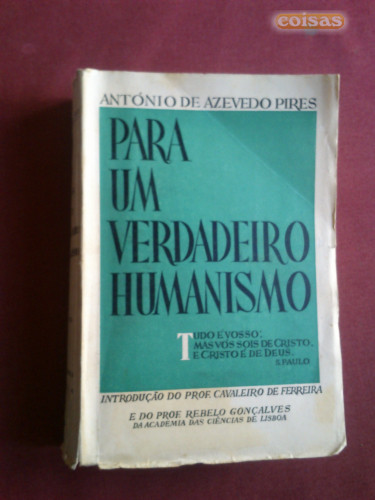 coisas
ANTÓNIO DE AZEVEDO PIRES
PARA
UM
VERDADEIRO
HUMANISMO
TUDO É VOSSO;
MAS VÓS SOIS DE CRISTO.
E CRISTO É DE DEUS.
S. PAULO
INTRODUÇÃO DO PROF. CAVALEIRO DE FERREIRA
E DO PROF. REBELO GONÇALVES
DA ACADEMIA DAS CIÊNCIAS DE LISBOA